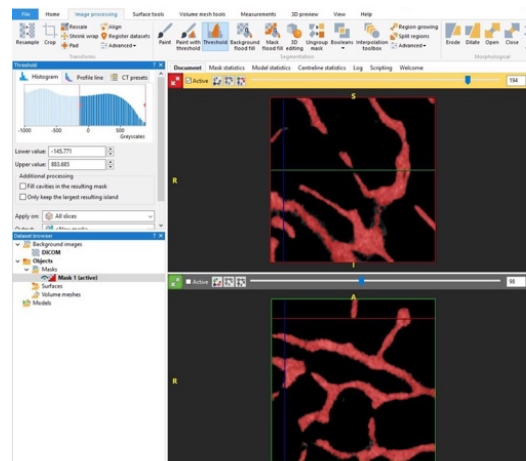 File Home Image processing Surface tools Volume mesh tools Measurements 3D preview View Help
Resample Crop Rescale Shrink wrap Pad Align Register datasets Advanced
Paint Paint with threshold Threshold Background flood fill Mask flood fill 3D editing Ungroup mask Booleans Interpolation toolbox Region growing Split regions Advanced
Erode Dilate Open Close
Transforms Segmentation Morphological
Threshold ? X
Histogram Profile line CT presets
-1000 -500 0 500
Grayscales
Lower value: -145.771
Upper value: 883.685
Additional processing
Fill cavities in the resulting mask
Only keep the largest resulting island
Apply on: All slices
Dataset browser ? X
Background images
DICOM
Objects
Masks
Mask 1 (active)
Surfaces
Volume meshes
Models
Document Mask statistics Model statistics Centreline statistics Log Scripting Welcome
Active 194
S
R
I
Active 98
A
R